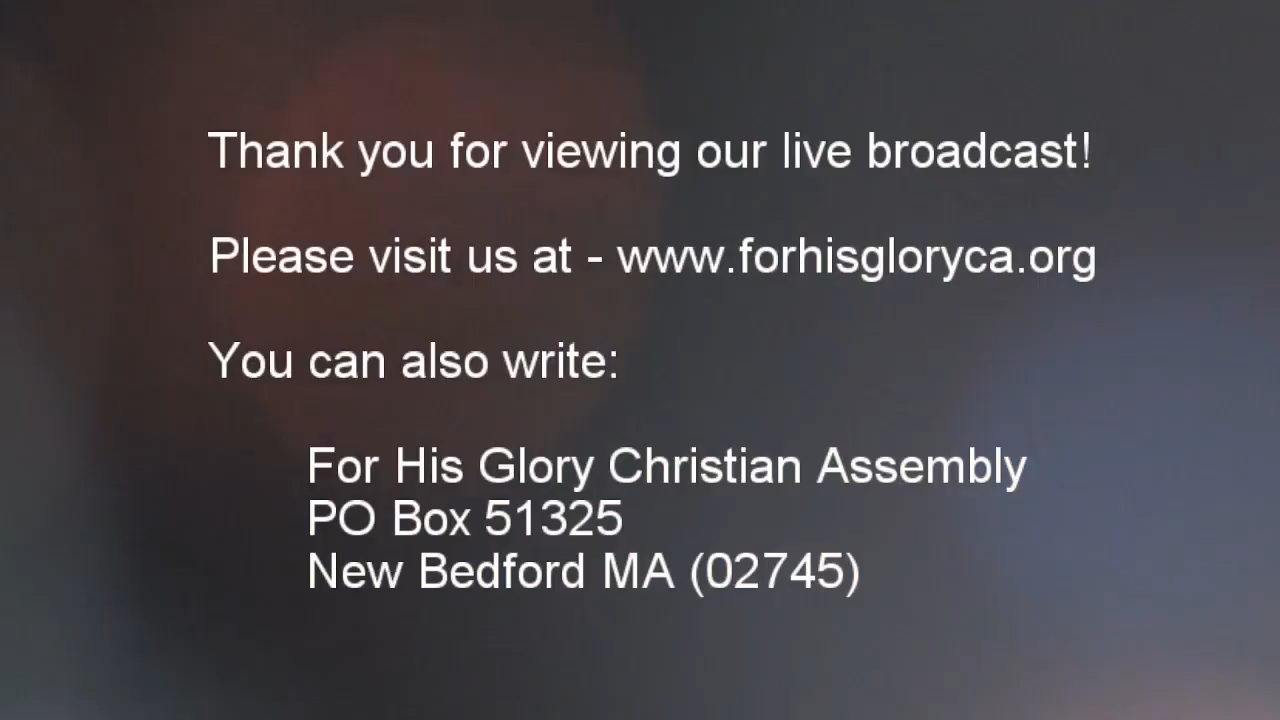 Thank you for viewing our live broadcast!
Please visit us at - www.forhisgloryca.org
You can also write:
For His Glory Christian Assembly
PO Box 51325
New Bedford MA (02745)